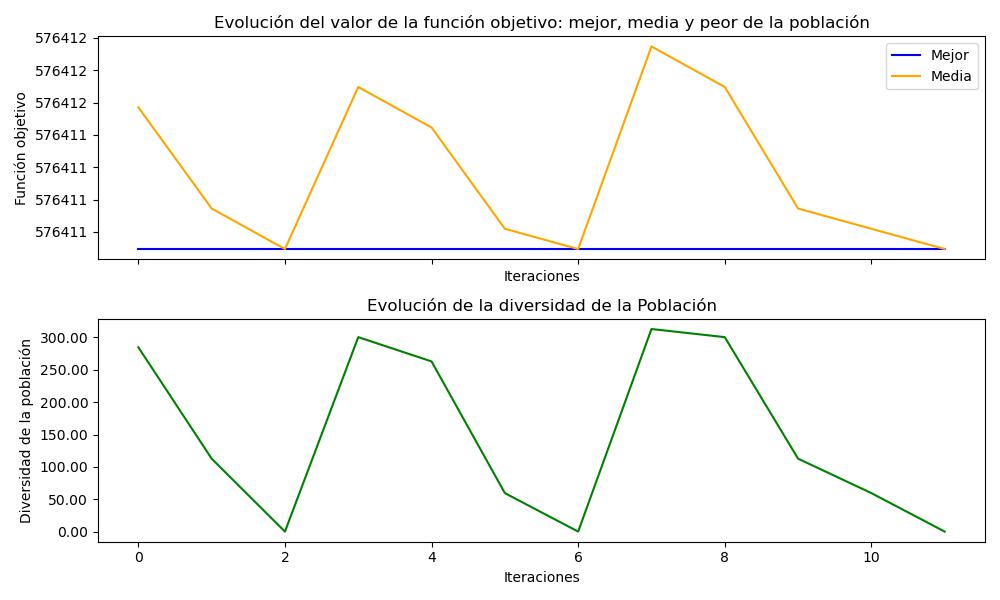 Evolución del valor de la función objetivo: mejor, media y peor de la población
576412
576412
576412
576411
576411
576411
576411
Función objetivo
Mejor
Media
Iteraciones
Evolución de la diversidad de la Población
300.00
250.00
200.00
150.00
100.00
50.00
0.00
Diversidad de la población
0 2 4 6 8 10
Iteraciones